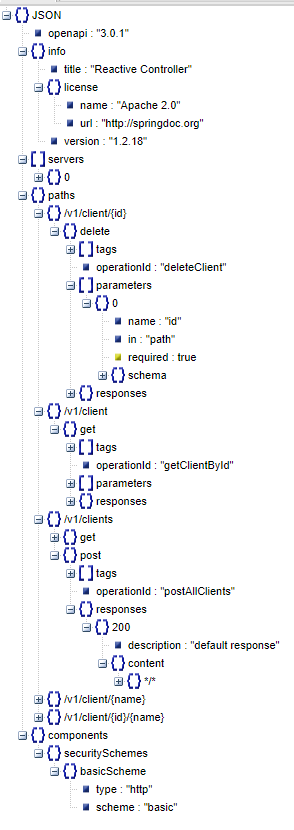 JSON
openapi : "3.0.1"
info
title : "Reactive Controller"
license
name : "Apache 2.0"
url : "http://springdoc.org"
version : "1.2.18"
servers
0
paths
/v1/client/{id}
delete
tags
operationId : "deleteClient"
parameters
0
name : "id"
in : "path"
required : true
schema
responses
/v1/client
get
tags
operationId : "getClientById"
parameters
responses
/v1/clients
get
post
tags
operationId : "postAllClients"
responses
200
description : "default response"
content
*/*
/v1/client/{name}
/v1/client/{id}/{name}
components
securitySchemes
basicScheme
type : "http"
scheme : "basic"